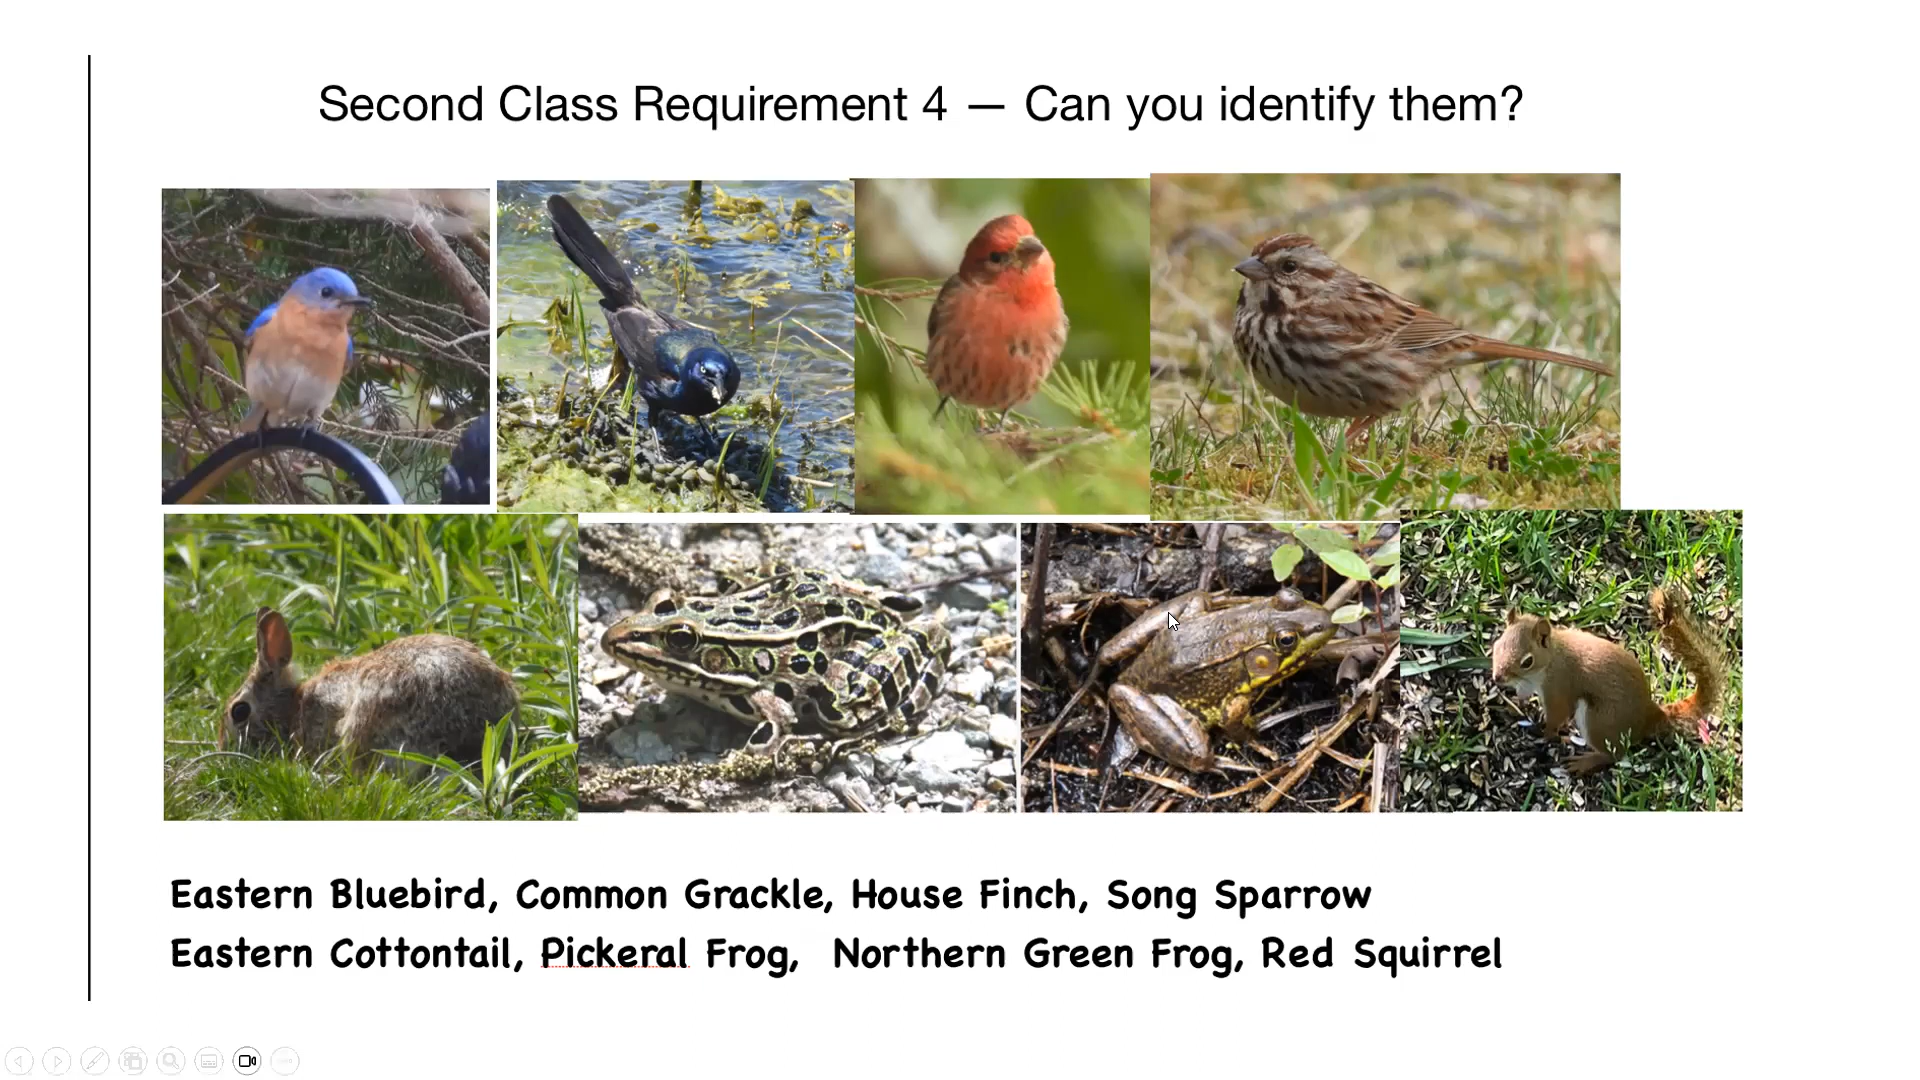 Second Class Requirement 4 — Can you identify them?
Eastern Bluebird, Common Grackle, House Finch, Song Sparrow
Eastern Cottontail, Pickeral Frog, Northern Green Frog, Red Squirrel